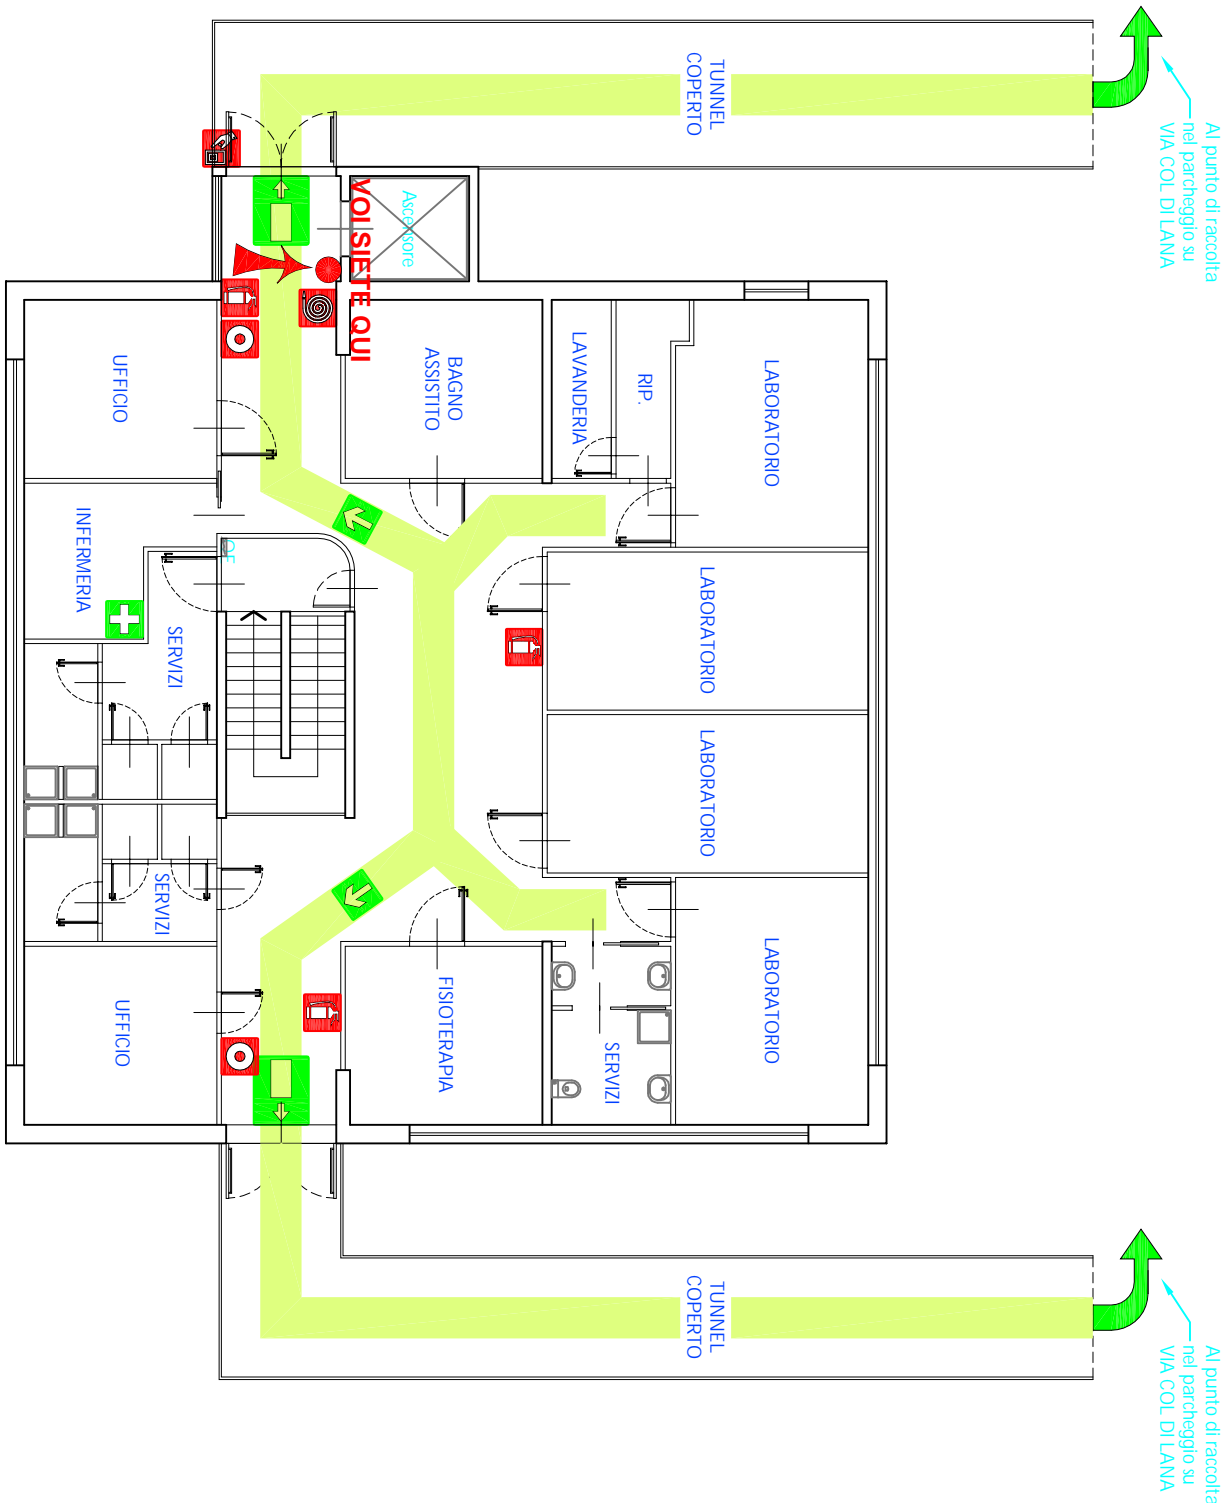 Al punto di raccolta
nel parcheggio su
VIA COL DI LANA
TUNNEL
COPERTO
Ascensore
VOI SIETE QUI
LABORATORIO
RIP.
LAVANDERIA
BAGNO
ASSISTITO
UFFICIO
INFERMERIA
QE
SERVIZI
LABORATORIO
LABORATORIO
SERVIZI
LABORATORIO
SERVIZI
FISIOTERAPIA
UFFICIO
TUNNEL
COPERTO
Al punto di raccolta
nel parcheggio su
VIA COL DI LANA